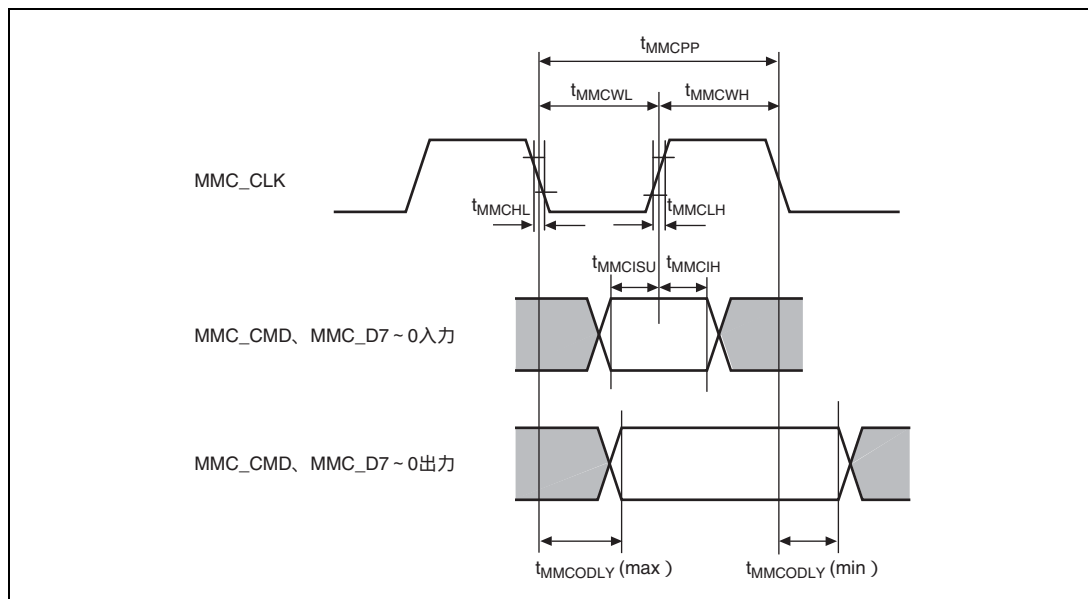 tMMCPP
tMMCWL tMMCWH
MMC_CLK
tMMCHL tMMCLH
tMMCISU tMMCIH
MMC_CMD、MMC_D7~0入力
MMC_CMD、MMC_D7~0出力
tMMCODLY (max) tMMCODLY (min)